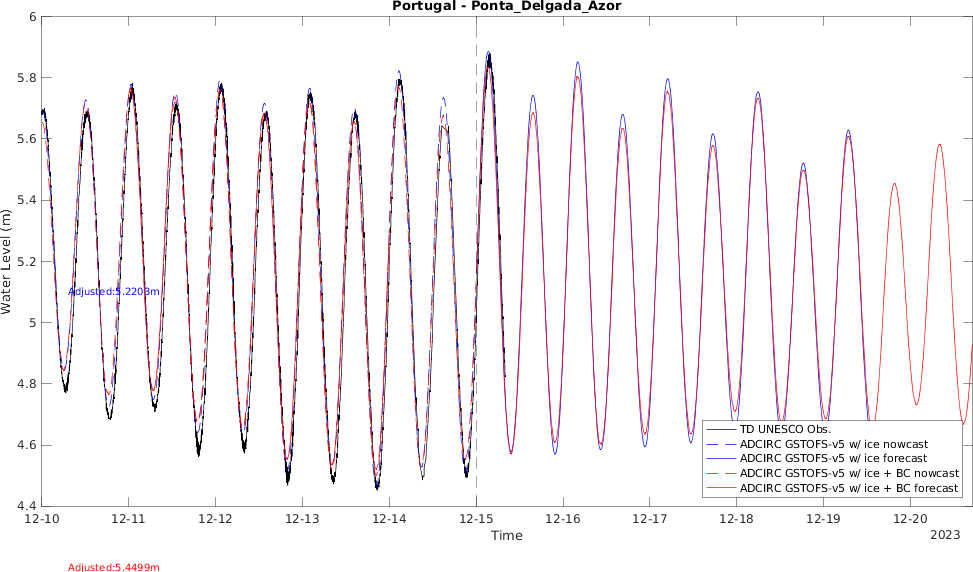 Portugal - Ponta_Delgada_Azor
6
5.8
5.6
5.4
5.2
5
4.8
4.6
4.4
Water Level (m)
Adjusted:5.2203m
TD UNESCO Obs.
ADCIRC GSTOFS-v5 w/ ice nowcast
ADCIRC GSTOFS-v5 w/ ice forecast
ADCIRC GSTOFS-v5 w/ ice + BC nowcast
ADCIRC GSTOFS-v5 w/ ice + BC forecast
12-10 12-11 12-12 12-13 12-14 12-15 12-16 12-17 12-18 12-19 12-20
2023
Time
Adjusted:5.4499m